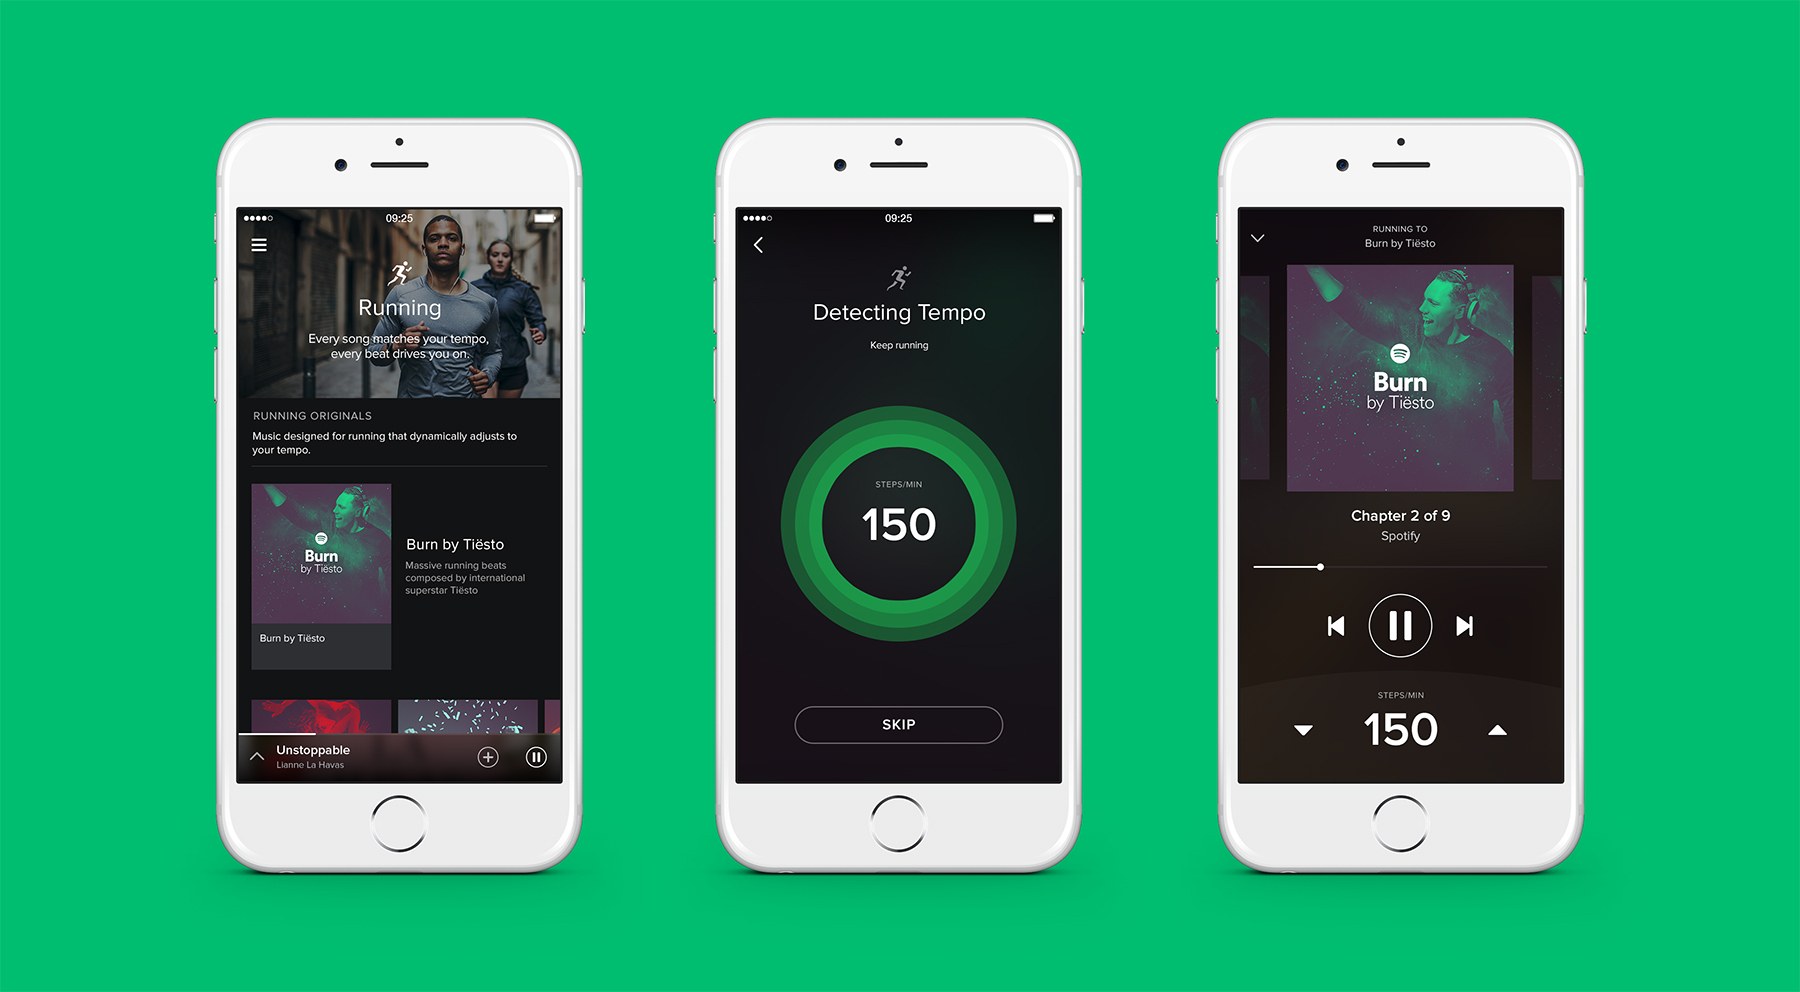 09:25
Running
Every song matches your tempo,
every beat drives you on.
RUNNING ORIGINALS
Music designed for running that dynamically adjusts to
your tempo.
Burn
by Tiësto
Burn by Tiësto
Burn by Tiësto
Massive running beats
composed by international
superstar Tiësto
Unstoppable
Lianne La Havas
09:25
Detecting Tempo
Keep running
STEPS/MIN
150
SKIP
RUNNING TO
Burn by Tiësto
Burn
by Tiësto
Chapter 2 of 9
Spotify
STEPS/MIN
150